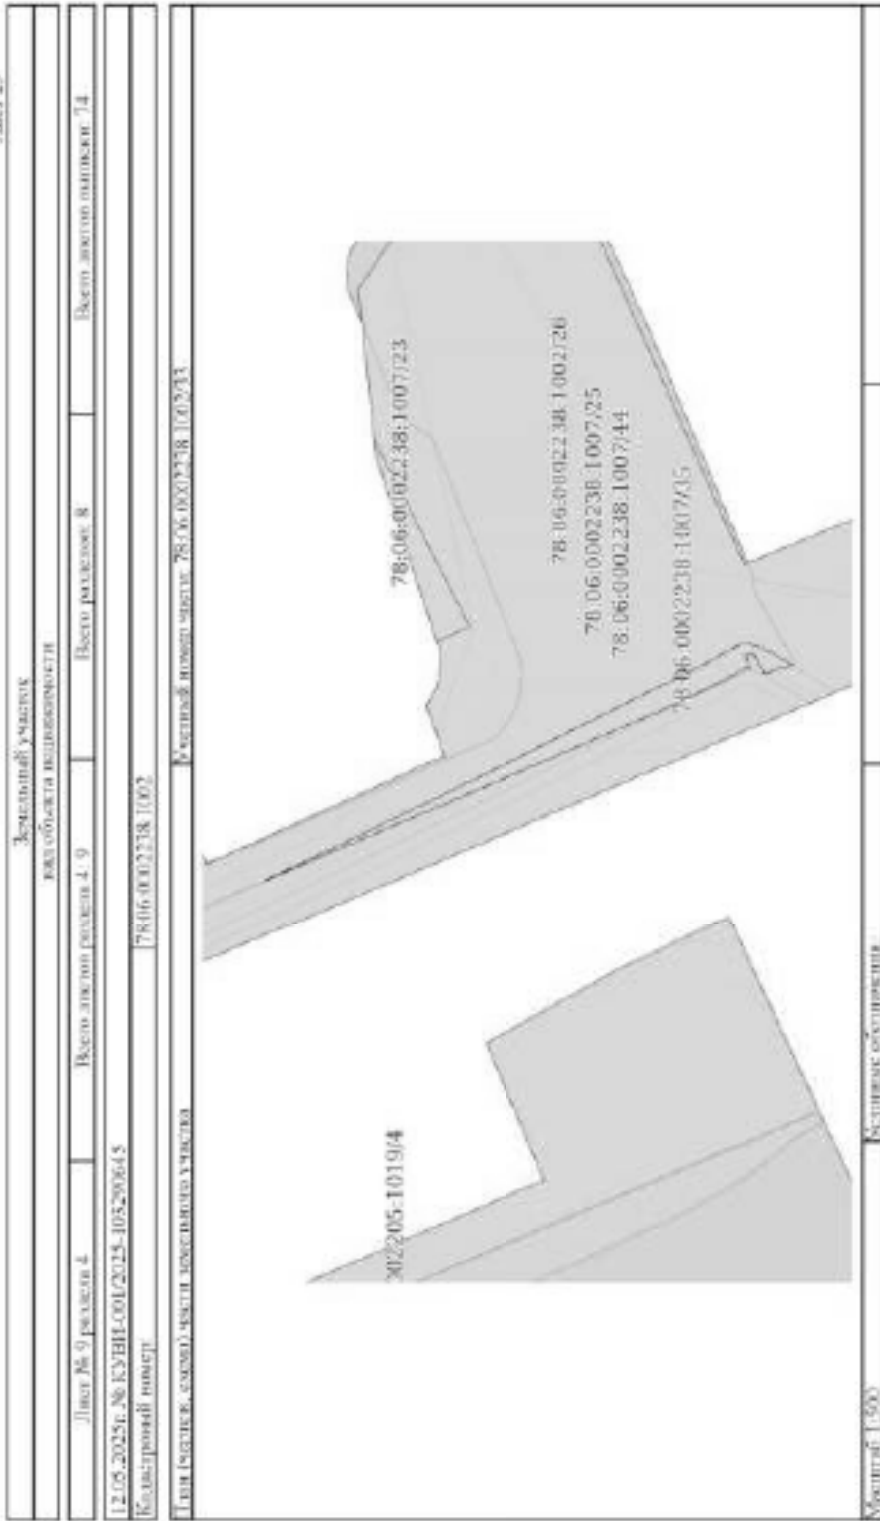 Земельный участок
вид объекта недвижимости
Лист № 9 раздела 4
Всего листов раздела 4: 9
Всего разделов: 8
Всего листов выписки: 74
12.05.2025г. № КУВИ-001/2025-103290645
Кадастровый номер:
78:06:0002238:1002
План (чертеж, схема) части земельного участка
Учетный номер части: 78:06:0002238:1002/33
78:06:0002238:1007/23
78:06:0002238:1002/26
78:06:0002238:1007/25
78:06:0002238:1007/44
78:06:0002238:1007/35
002205:1019/4
Масштаб 1:500
Условные обозначения